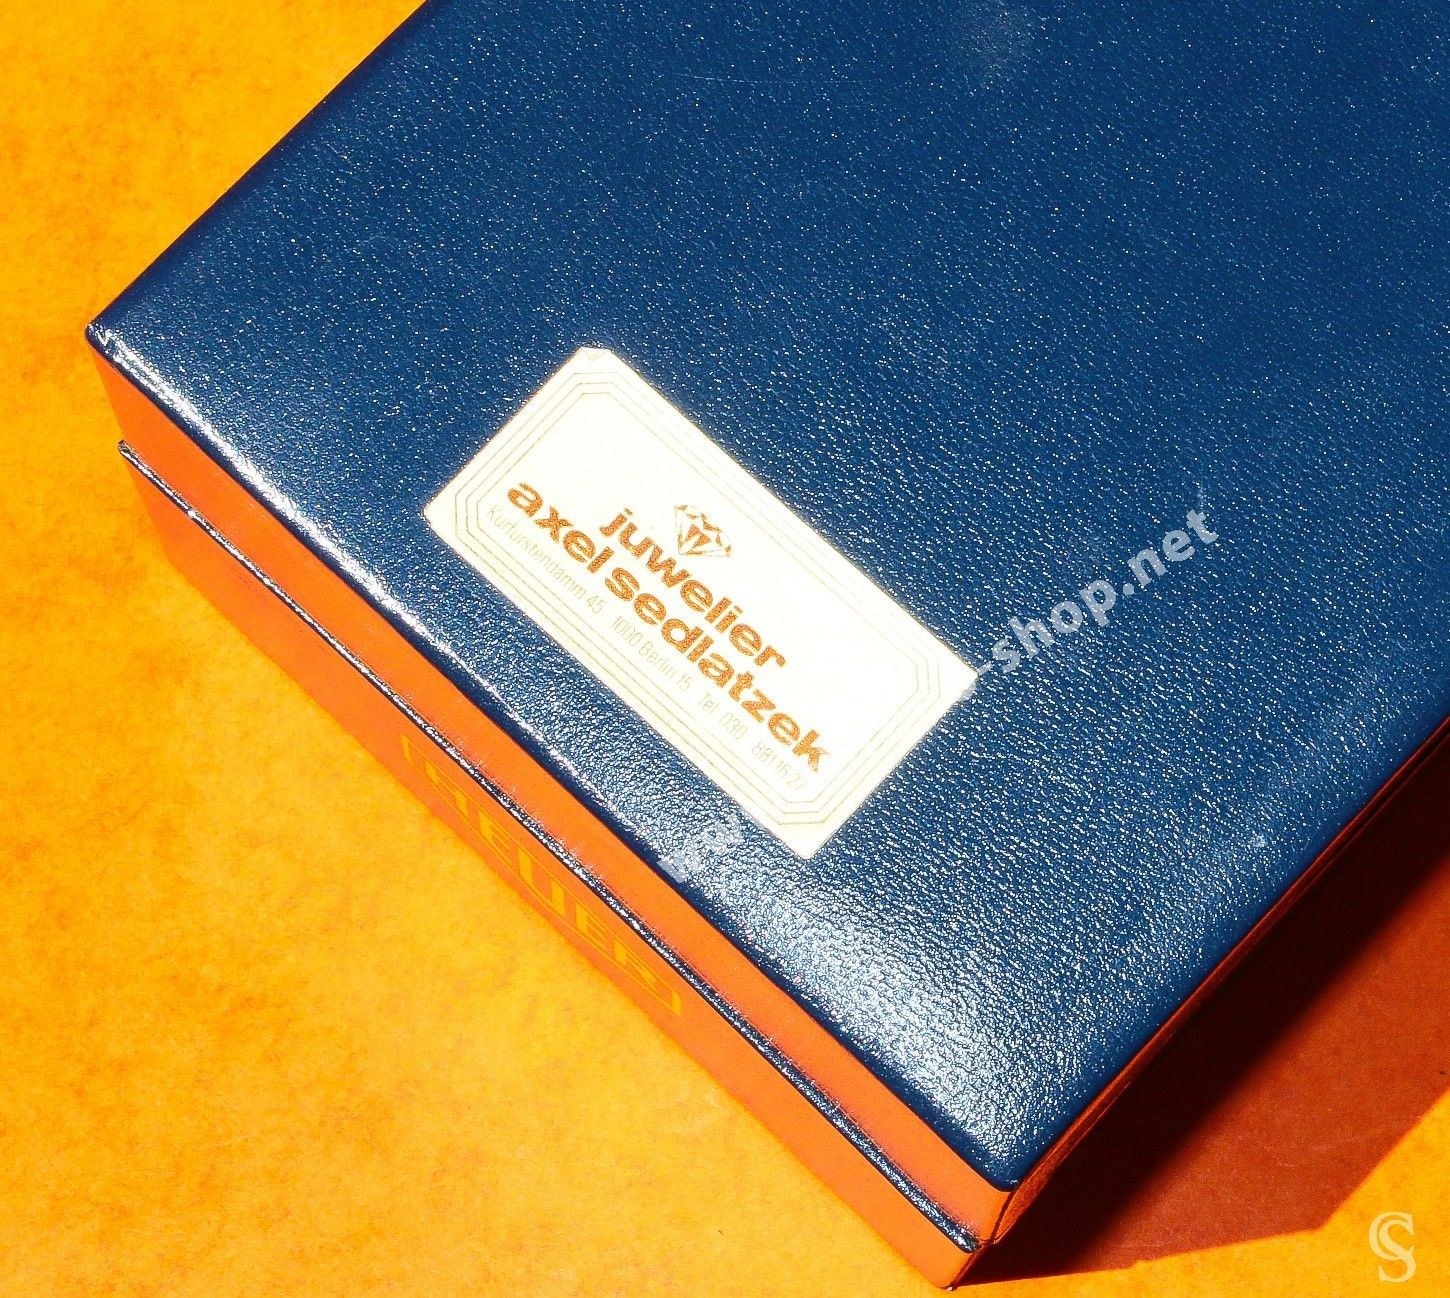 juwelier
axel sedlatzek
Kurfürstendamm 45 1000 Berlin 15 Tel. 030 881 16 27
HEUER
-shop.net